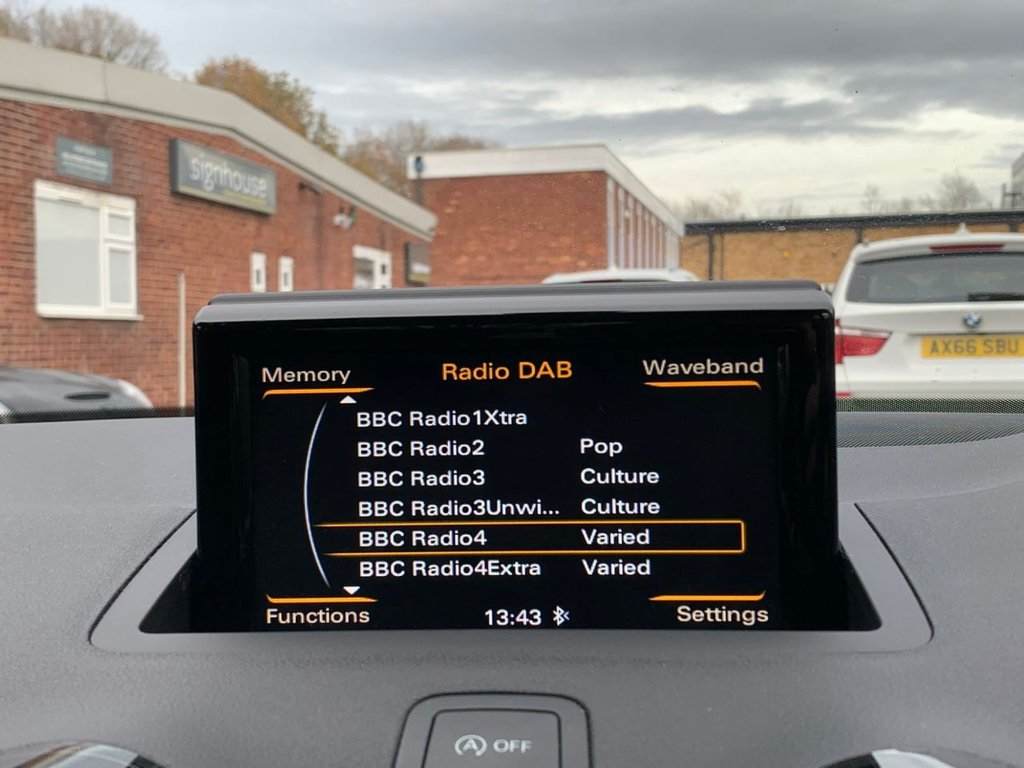 signhouse
AX66 SBU
Memory Radio DAB Waveband
BBC Radio1Xtra
BBC Radio2 Pop
BBC Radio3 Culture
BBC Radio3Unwi... Culture
BBC Radio4 Varied
BBC Radio4Extra Varied
Functions 13:43 Settings
A OFF